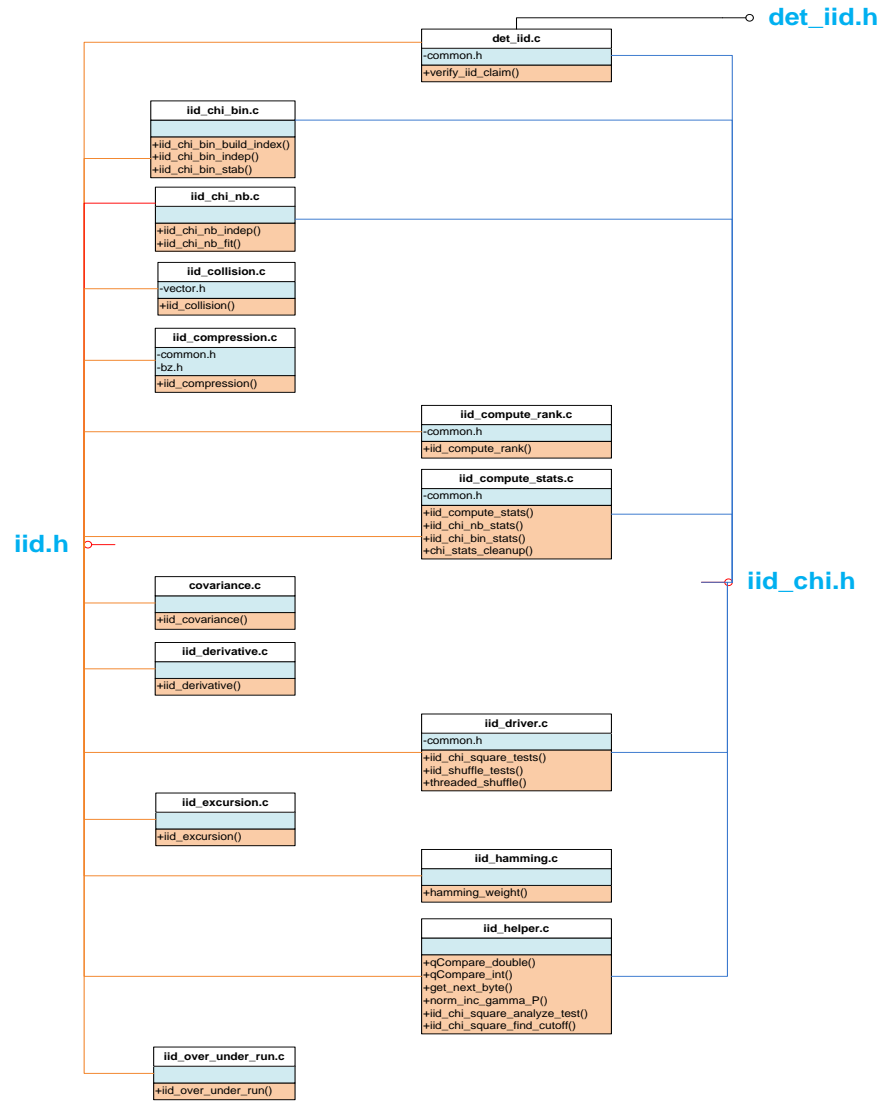 det_iid.h
det_iid.c
-common.h
+verify_iid_claim()
iid_chi_bin.c
+iid_chi_bin_build_index()
+iid_chi_bin_indep()
+iid_chi_bin_stab()
iid_chi_nb.c
+iid_chi_nb_indep()
+iid_chi_nb_fit()
iid_collision.c
-vector.h
+iid_collision()
iid_compression.c
-common.h
-bz.h
+iid_compression()
iid_compute_rank.c
-common.h
+iid_compute_rank()
iid_compute_stats.c
-common.h
+iid_compute_stats()
+iid_chi_nb_stats()
+iid_chi_bin_stats()
+chi_stats_cleanup()
iid.h
iid_chi.h
covariance.c
+iid_covariance()
iid_derivative.c
+iid_derivative()
iid_driver.c
-common.h
+iid_chi_square_tests()
+iid_shuffle_tests()
+threaded_shuffle()
iid_excursion.c
+iid_excursion()
iid_hamming.c
+hamming_weight()
iid_helper.c
+qCompare_double()
+qCompare_int()
+get_next_byte()
+norm_inc_gamma_P()
+iid_chi_square_analyze_test()
+iid_chi_square_find_cutoff()
iid_over_under_run.c
+iid_over_under_run()